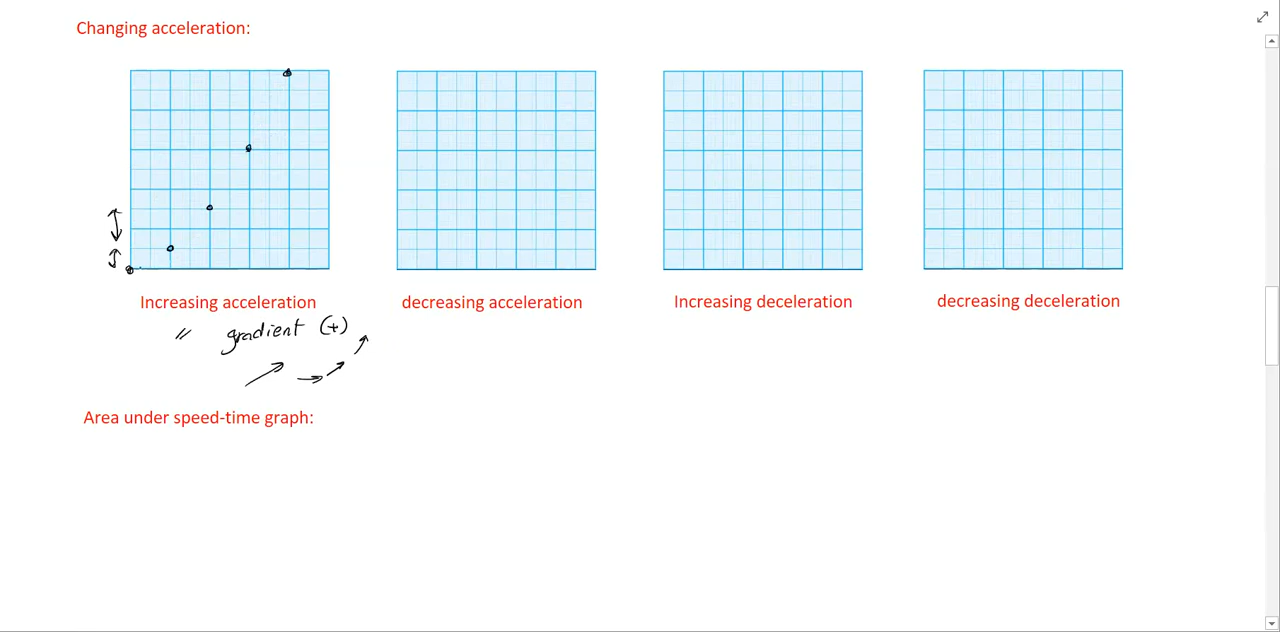 Changing acceleration:
Increasing acceleration
decreasing acceleration
Increasing deceleration
decreasing deceleration
〃 gradient (+)
Area under speed-time graph: